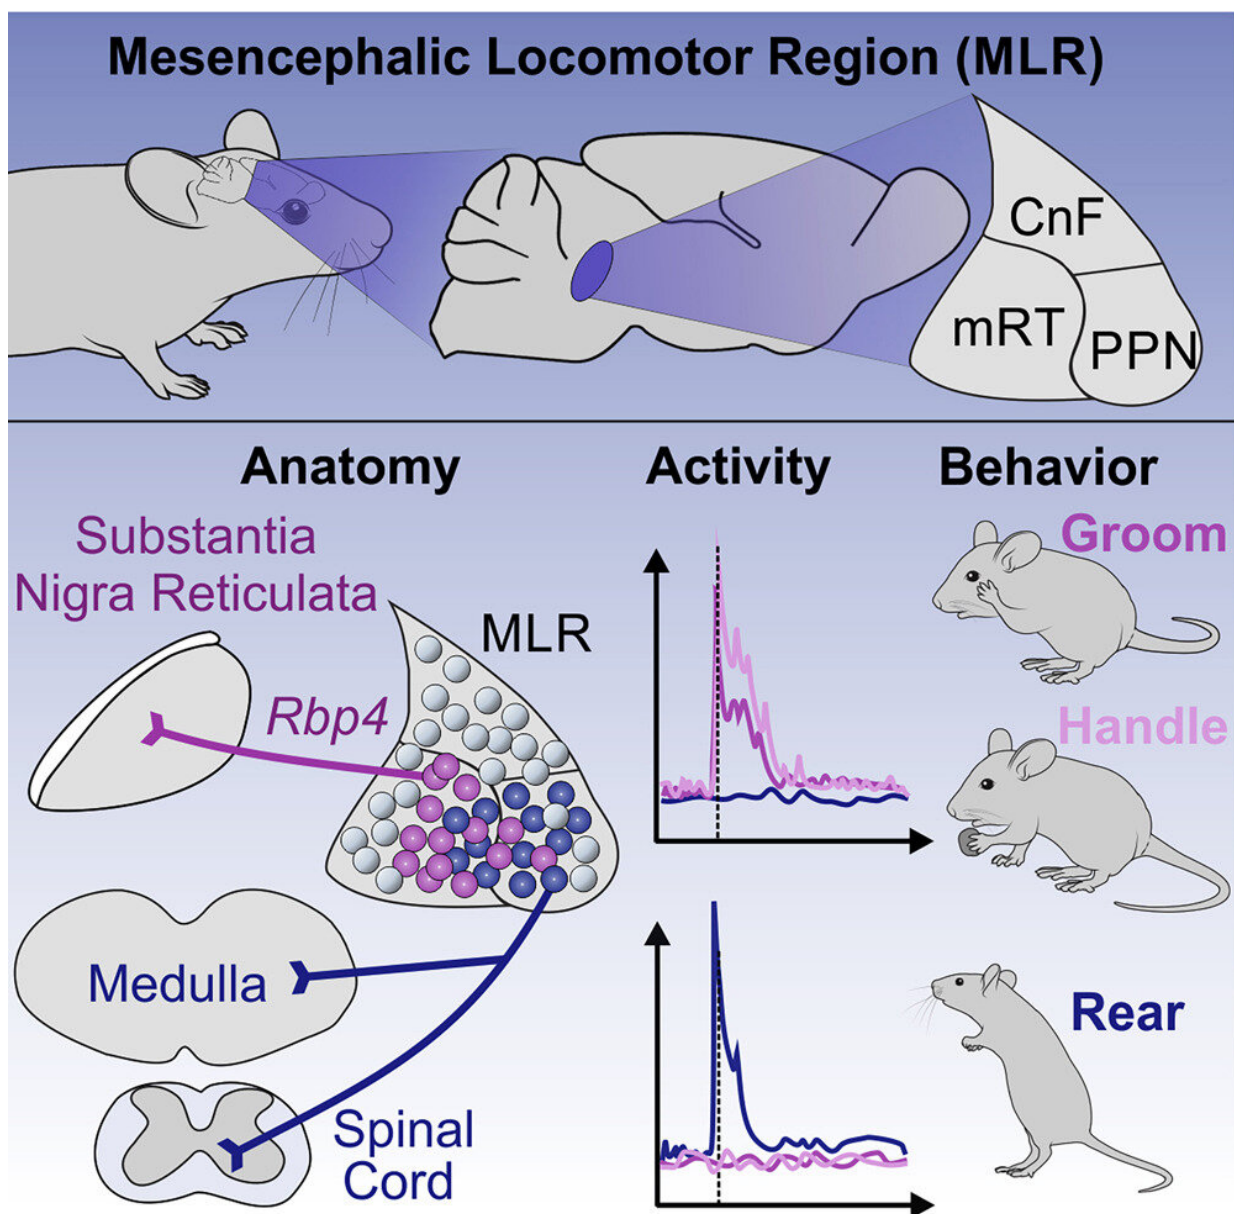 Mesencephalic Locomotor Region (MLR)
CnF
mRT
PPN
Anatomy
Activity
Behavior
Substantia
Nigra Reticulata
MLR
Rbp4
Groom
Handle
Medulla
Rear
Spinal
Cord